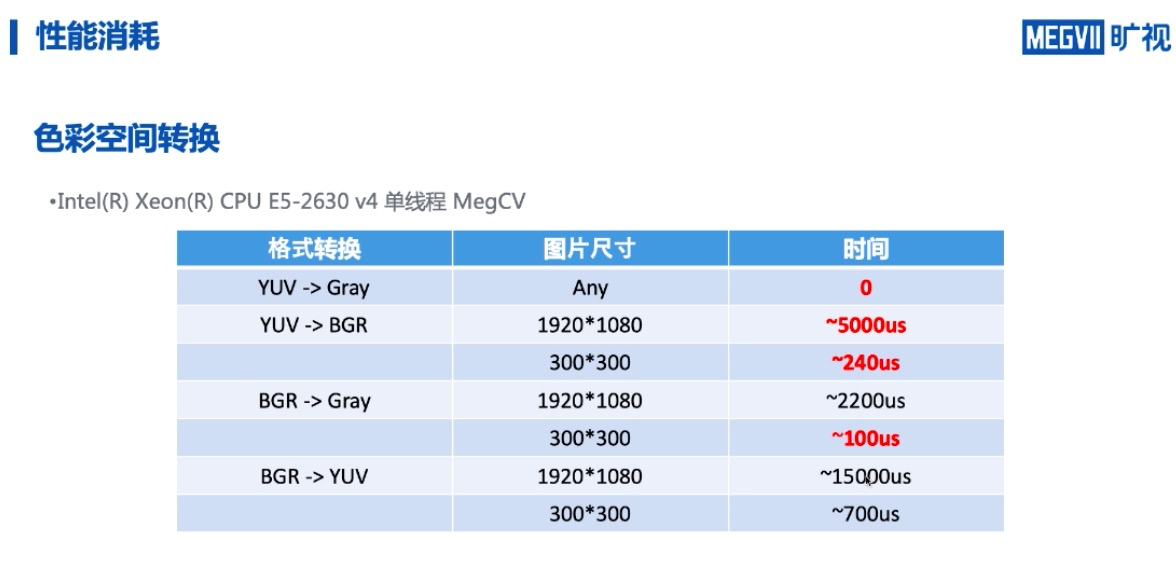 性能消耗
MEGVII 旷视
色彩空间转换
•Intel(R) Xeon(R) CPU E5-2630 v4 单线程 MegCV
格式转换 图片尺寸 时间
YUV -> Gray Any 0
YUV -> BGR 1920*1080 ~5000us
300*300 ~240us
BGR -> Gray 1920*1080 ~2200us
300*300 ~100us
BGR -> YUV 1920*1080 ~15000us
300*300 ~700us